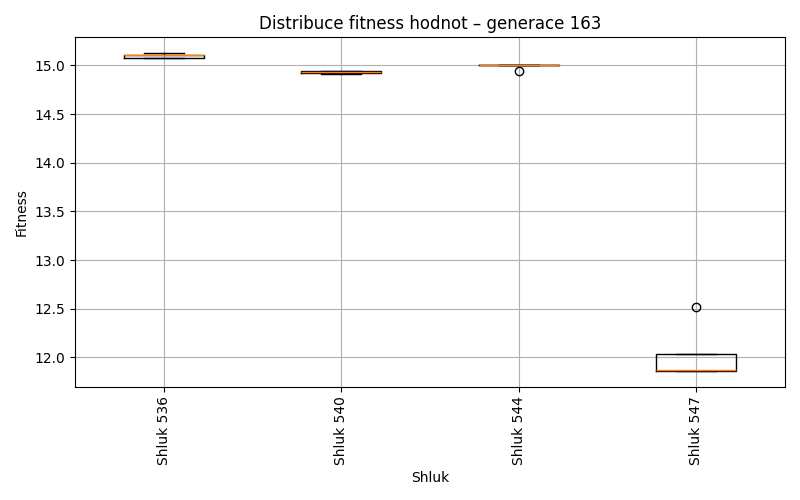 Distribuce fitness hodnot – generace 163
Fitness
15.0
14.5
14.0
13.5
13.0
12.5
12.0
Shluk 536
Shluk 540
Shluk 544
Shluk 547
Shluk